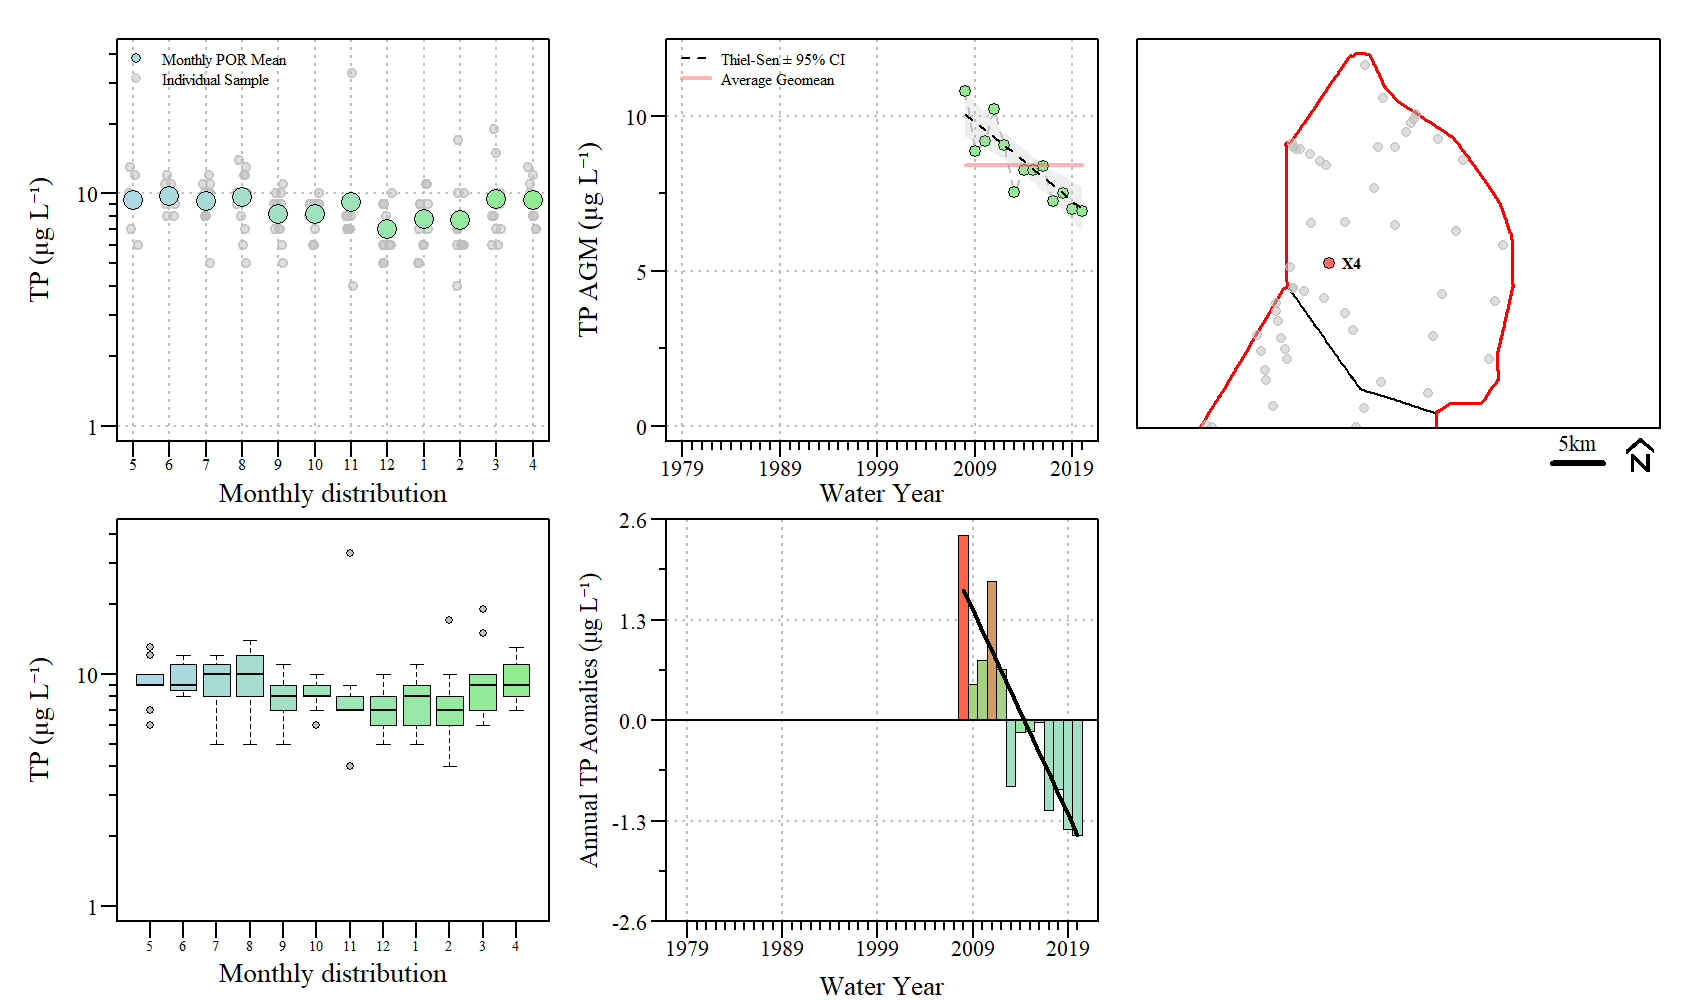 Monthly POR Mean
Individual Sample
TP (µg L⁻¹)
10
1
5 6 7 8 9 10 11 12 1 2 3 4
Monthly distribution
Thiel-Sen ± 95% CI
Average Geomean
TP AGM (µg L⁻¹)
10
5
0
1979 1989 1999 2009 2019
Water Year
X4
5km
N
TP (µg L⁻¹)
10
1
5 6 7 8 9 10 11 12 1 2 3 4
Monthly distribution
Annual TP Aomalies (µg L⁻¹)
2.6
1.3
0.0
-1.3
-2.6
1979 1989 1999 2009 2019
Water Year